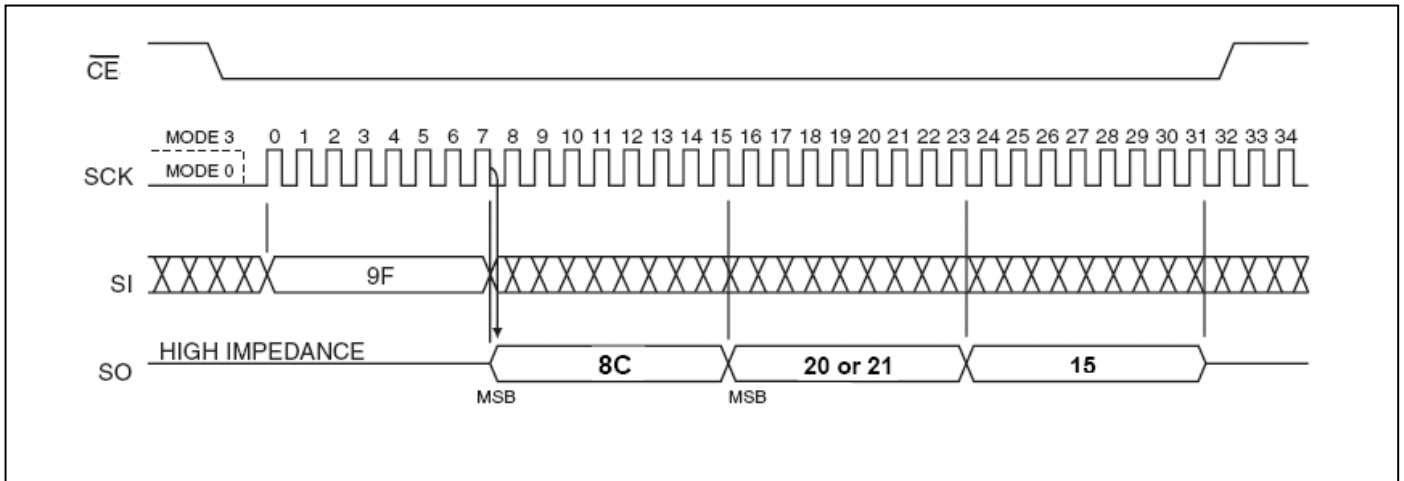 CE
MODE 3 0 1 2 3 4 5 6 7 8 9 10 11 12 13 14 15 16 17 18 19 20 21 22 23 24 25 26 27 28 29 30 31 32 33 34
SCK MODE 0
SI 9F
HIGH IMPEDANCE
SO 8C 20 or 21 15
MSB MSB